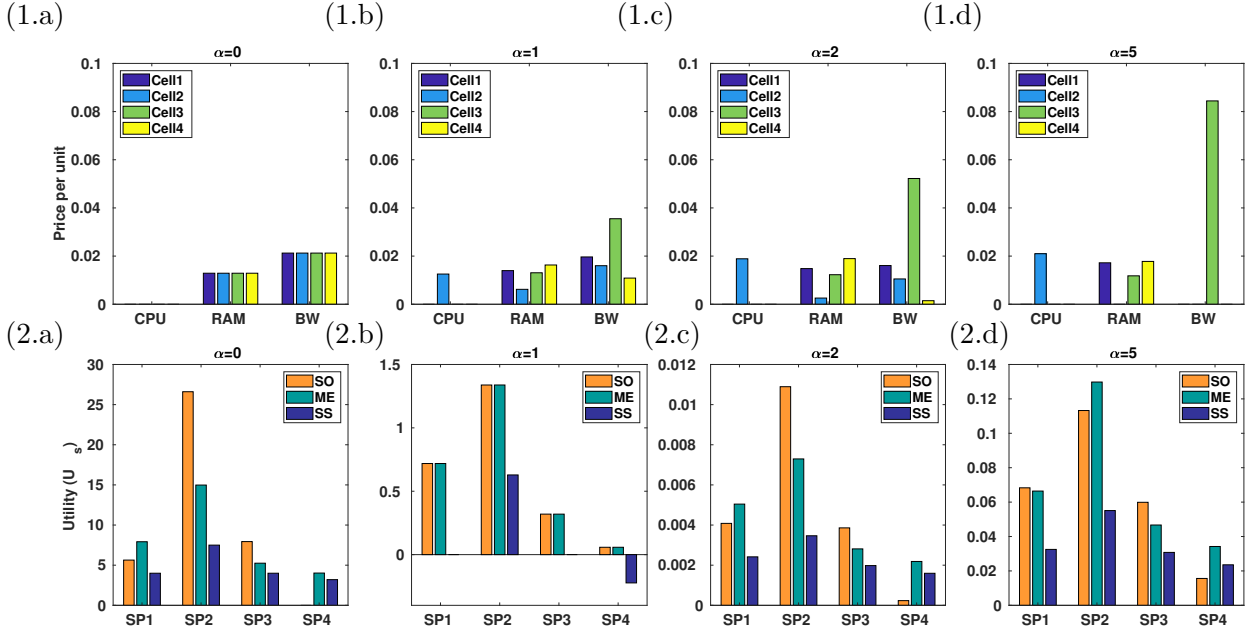 (1.a)
(1.b)
(1.c)
(1.d)
α=0
α=1
α=2
α=5
0.1
0.08
0.06
0.04
0.02
0
Price per unit
Cell1
Cell2
Cell3
Cell4
CPU RAM BW
0.1
0.08
0.06
0.04
0.02
0
Cell1
Cell2
Cell3
Cell4
CPU RAM BW
0.1
0.08
0.06
0.04
0.02
0
Cell1
Cell2
Cell3
Cell4
CPU RAM BW
0.1
0.08
0.06
0.04
0.02
0
Cell1
Cell2
Cell3
Cell4
CPU RAM BW
(2.a)
(2.b)
(2.c)
(2.d)
α=0
α=1
α=2
α=5
30
25
20
15
10
5
0
Utility (U s)
SO
ME
SS
SP1 SP2 SP3 SP4
1.5
1
0.5
0
SO
ME
SS
SP1 SP2 SP3 SP4
0.012
0.01
0.008
0.006
0.004
0.002
0
SO
ME
SS
SP1 SP2 SP3 SP4
0.14
0.12
0.1
0.08
0.06
0.04
0.02
0
SO
ME
SS
SP1 SP2 SP3 SP4